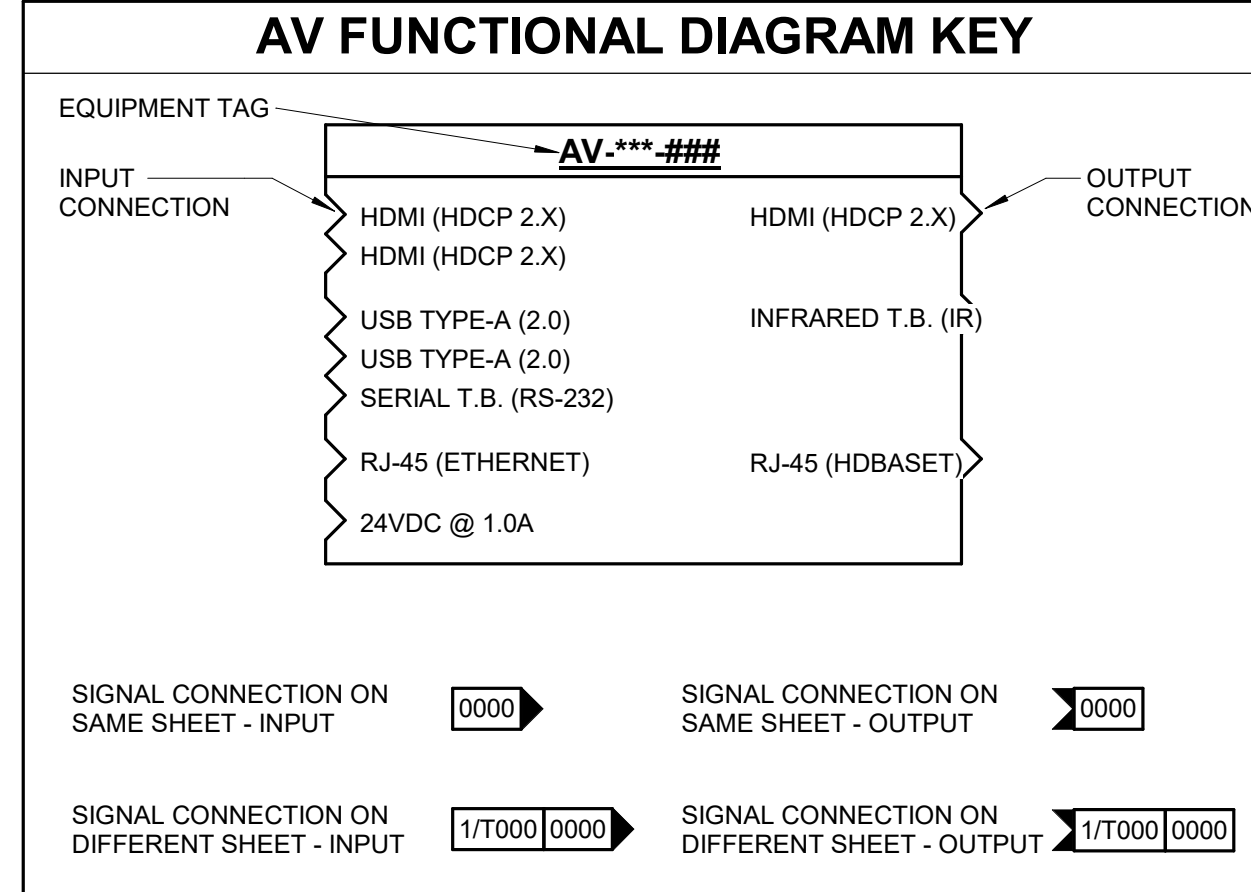 AV FUNCTIONAL DIAGRAM KEY
EQUIPMENT TAG
AV-***-###
INPUT
CONNECTION
OUTPUT
CONNECTION
HDMI (HDCP 2.X)
HDMI (HDCP 2.X)
HDMI (HDCP 2.X)
USB TYPE-A (2.0)
INFRARED T.B. (IR)
USB TYPE-A (2.0)
SERIAL T.B. (RS-232)
RJ-45 (ETHERNET)
RJ-45 (HDBASET)
24VDC @ 1.0A
SIGNAL CONNECTION ON
SAME SHEET - INPUT
0000
SIGNAL CONNECTION ON
SAME SHEET - OUTPUT
0000
SIGNAL CONNECTION ON
DIFFERENT SHEET - INPUT
1/T000 0000
SIGNAL CONNECTION ON
DIFFERENT SHEET - OUTPUT
1/T000 0000